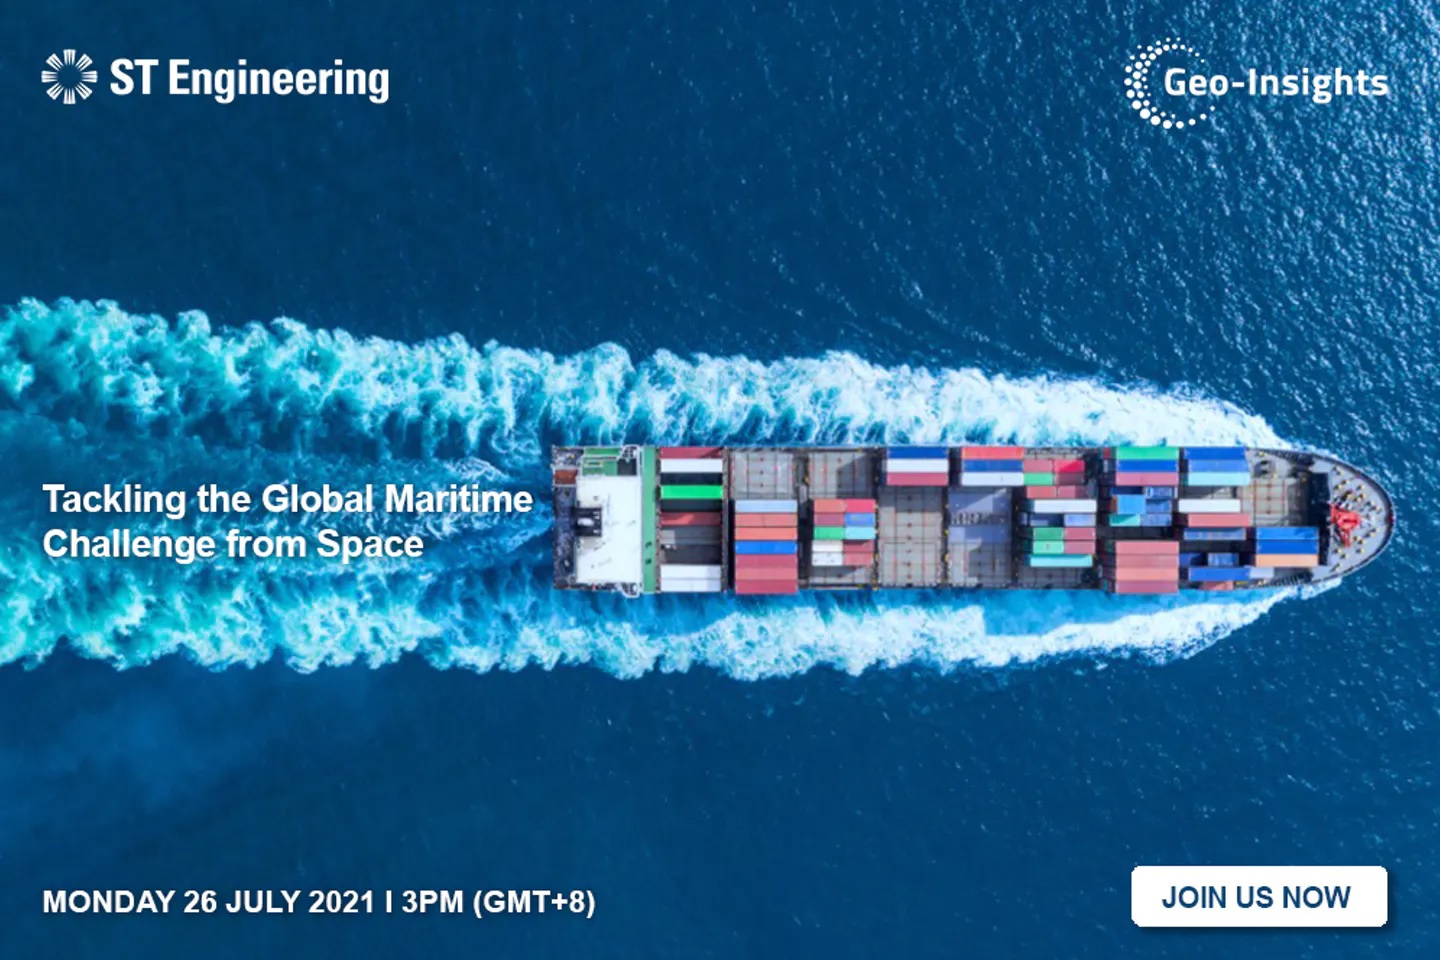 ST Engineering
Geo-Insights
Tackling the Global Maritime
Challenge from Space
MONDAY 26 JULY 2021 I 3PM (GMT+8)
JOIN US NOW